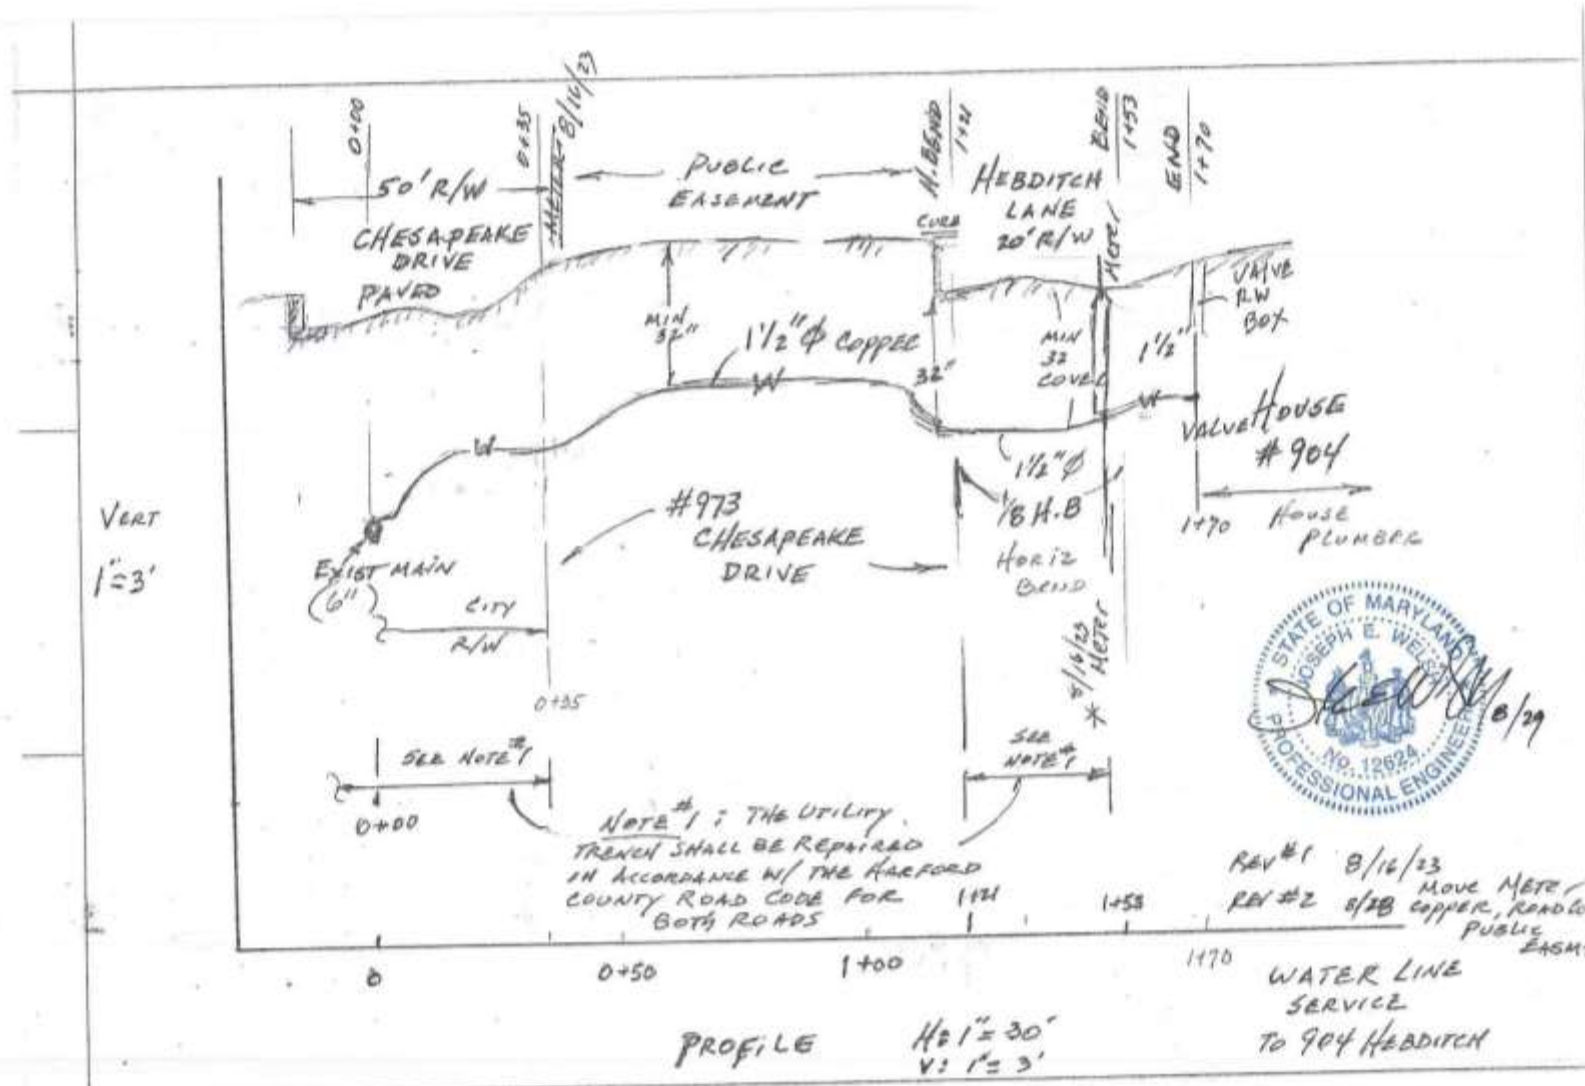 0+00
0+35
METER 8/16/23
H. BEND
1+21
BEND
1+53
END
1+70
50' R/W
PUBLIC
EASEMENT
HEBDITCH
LANE
20' R/W
CURB
Meter
CHESAPEAKE
DRIVE
PAVED
VALVE
RW
BOX
MIN
32"
1 1/2" Ø COPPER
32"
MIN
32
COVER
1 1/2"
W
W
W
VALVE HOUSE
# 904
1+70
HOUSE
PLUMBER
VERT
1"=3'
EXIST MAIN
(6")
CITY
R/W
0+35
#973
CHESAPEAKE
DRIVE
1 1/2" Ø
1/8 H.B
HORIZ
BEND
* 8/16/23
METER
STATE OF MARYLAND
JOSEPH E. WELSH
No. 12624
PROFESSIONAL ENGINEER
8/29
SEE NOTE #1
0+00
SEE
NOTE #1
NOTE #1 : THE UTILITY
TRENCH SHALL BE REPAIRED
IN ACCORDANCE W/ THE HARFORD
COUNTY ROAD CODE FOR
BOTH ROADS
1+21
1+53
REV #1 8/16/23
REV #2 8/28 MOVE METER
COPPER, ROAD
PUBLIC
0
0+50
1+00
1+70
WATER LINE
SERVICE
TO 904 HEBDITCH
PROFILE
H: 1"=30'
V: 1"=3'